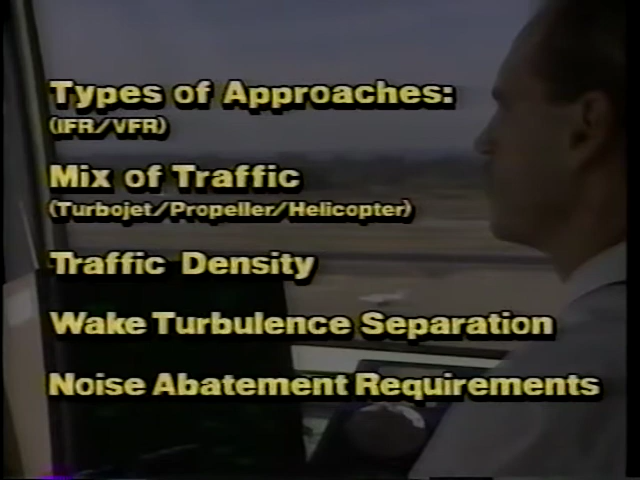 Types of Approaches:
(IFR/VFR)
Mix of Traffic
(Turbojet/Propeller/Helicopter)
Traffic Density
Wake Turbulence Separation
Noise Abatement Requirements